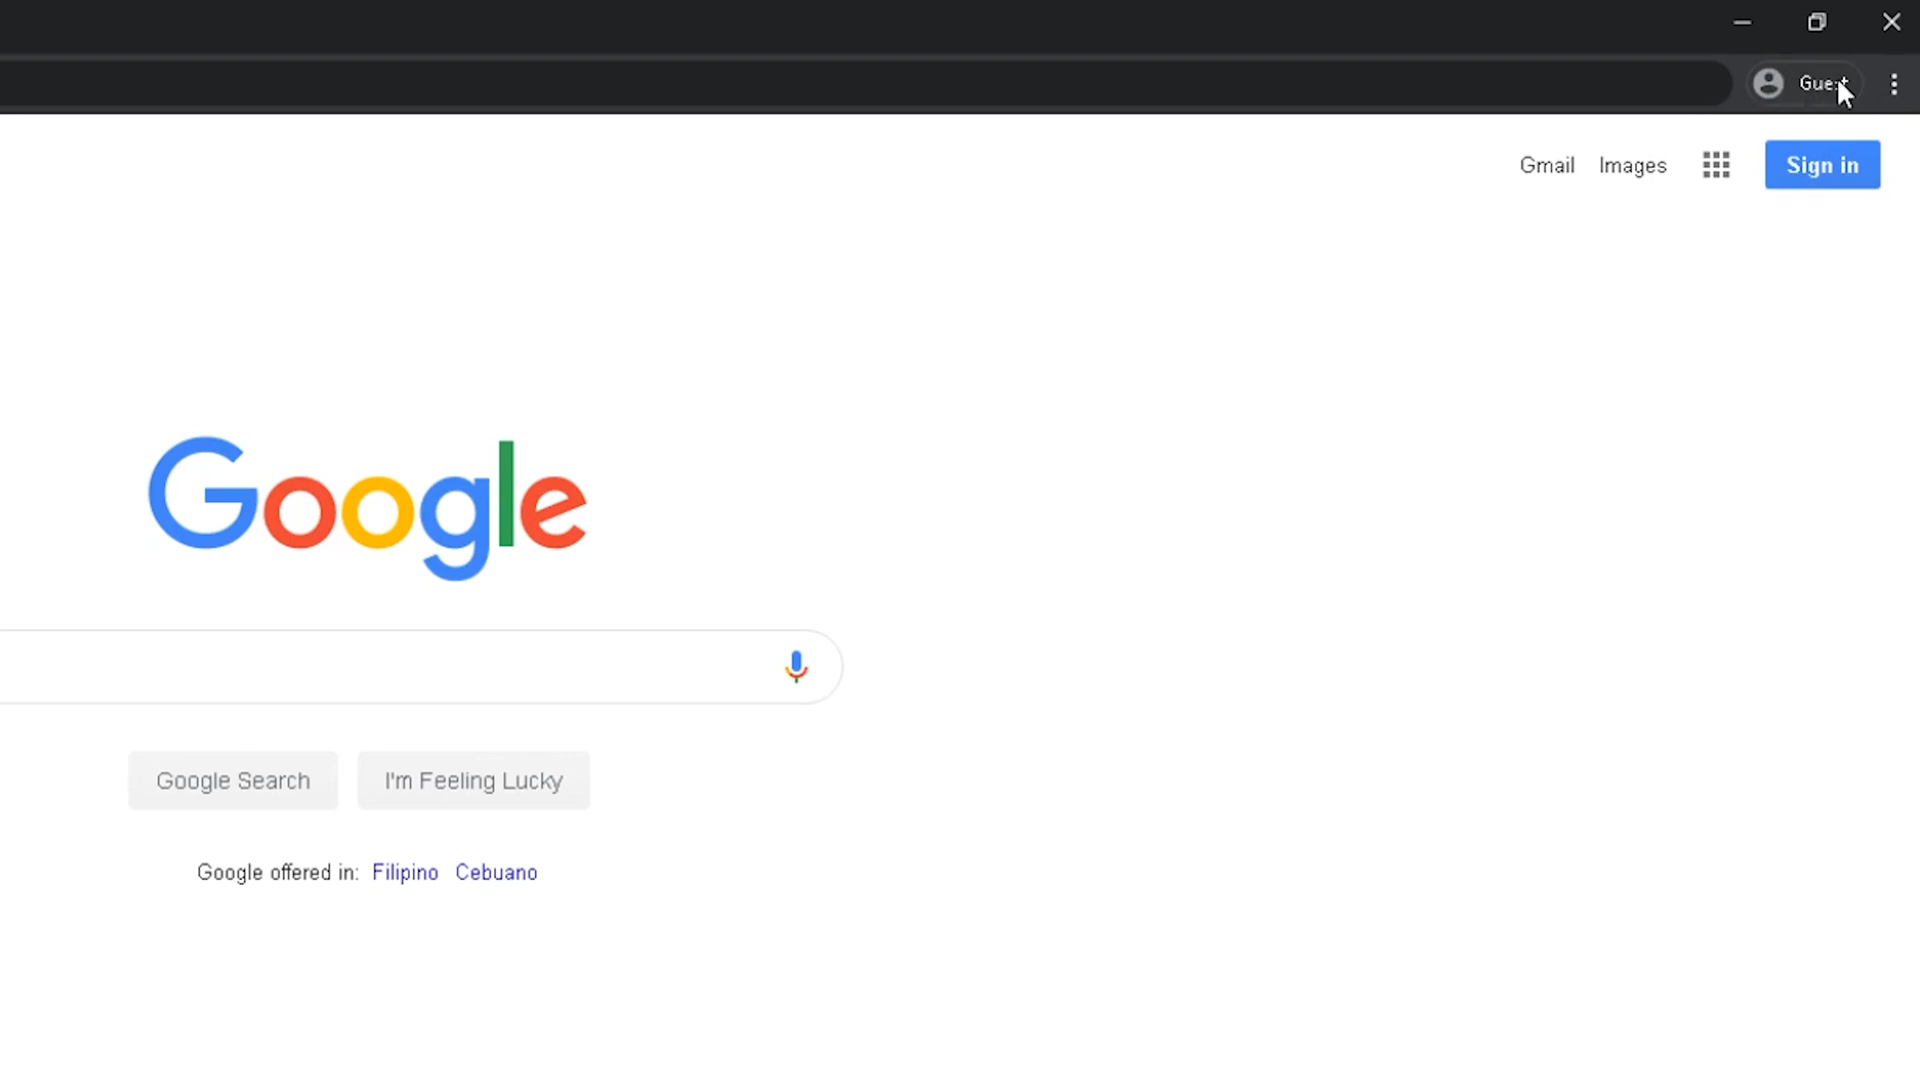 Guest
Gmail Images
Sign in
Google
Google Search
I'm Feeling Lucky
Google offered in: Filipino Cebuano